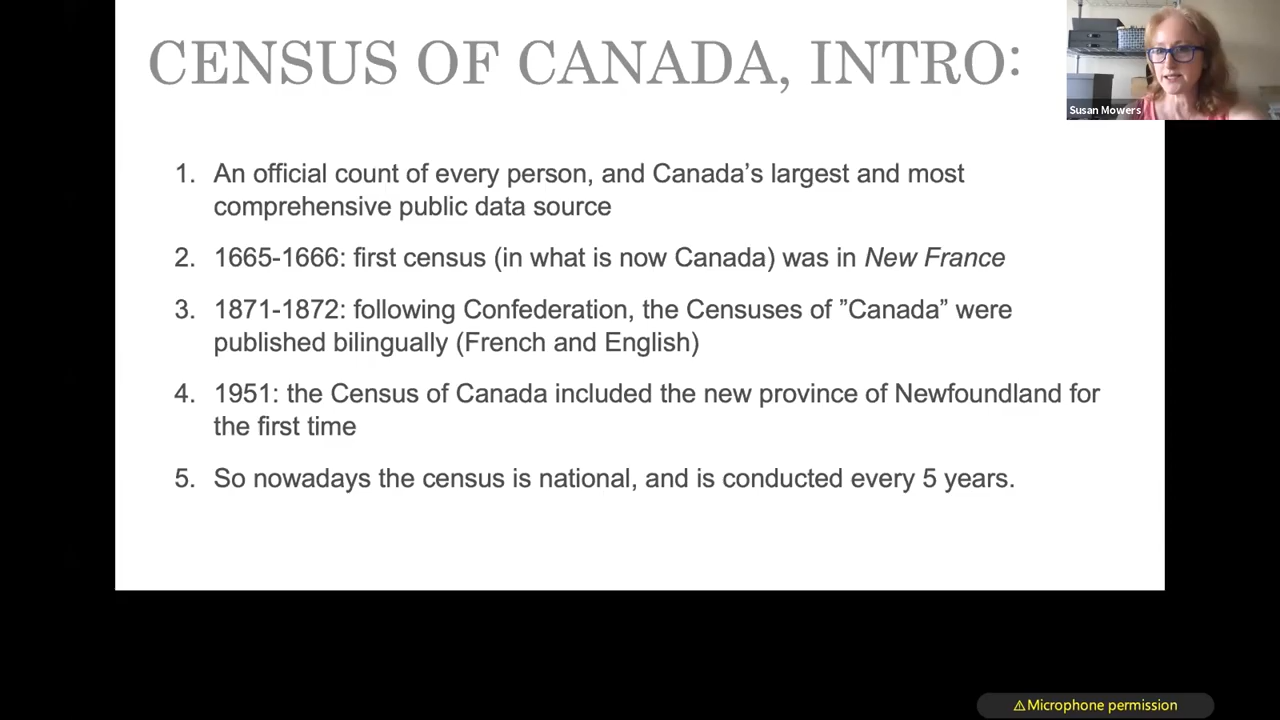 CENSUS OF CANADA, INTRO:
Susan Mowers
1. An official count of every person, and Canada’s largest and most
comprehensive public data source
2. 1665-1666: first census (in what is now Canada) was in New France
3. 1871-1872: following Confederation, the Censuses of ”Canada” were
published bilingually (French and English)
4. 1951: the Census of Canada included the new province of Newfoundland for
the first time
5. So nowadays the census is national, and is conducted every 5 years.
⚠Microphone permission